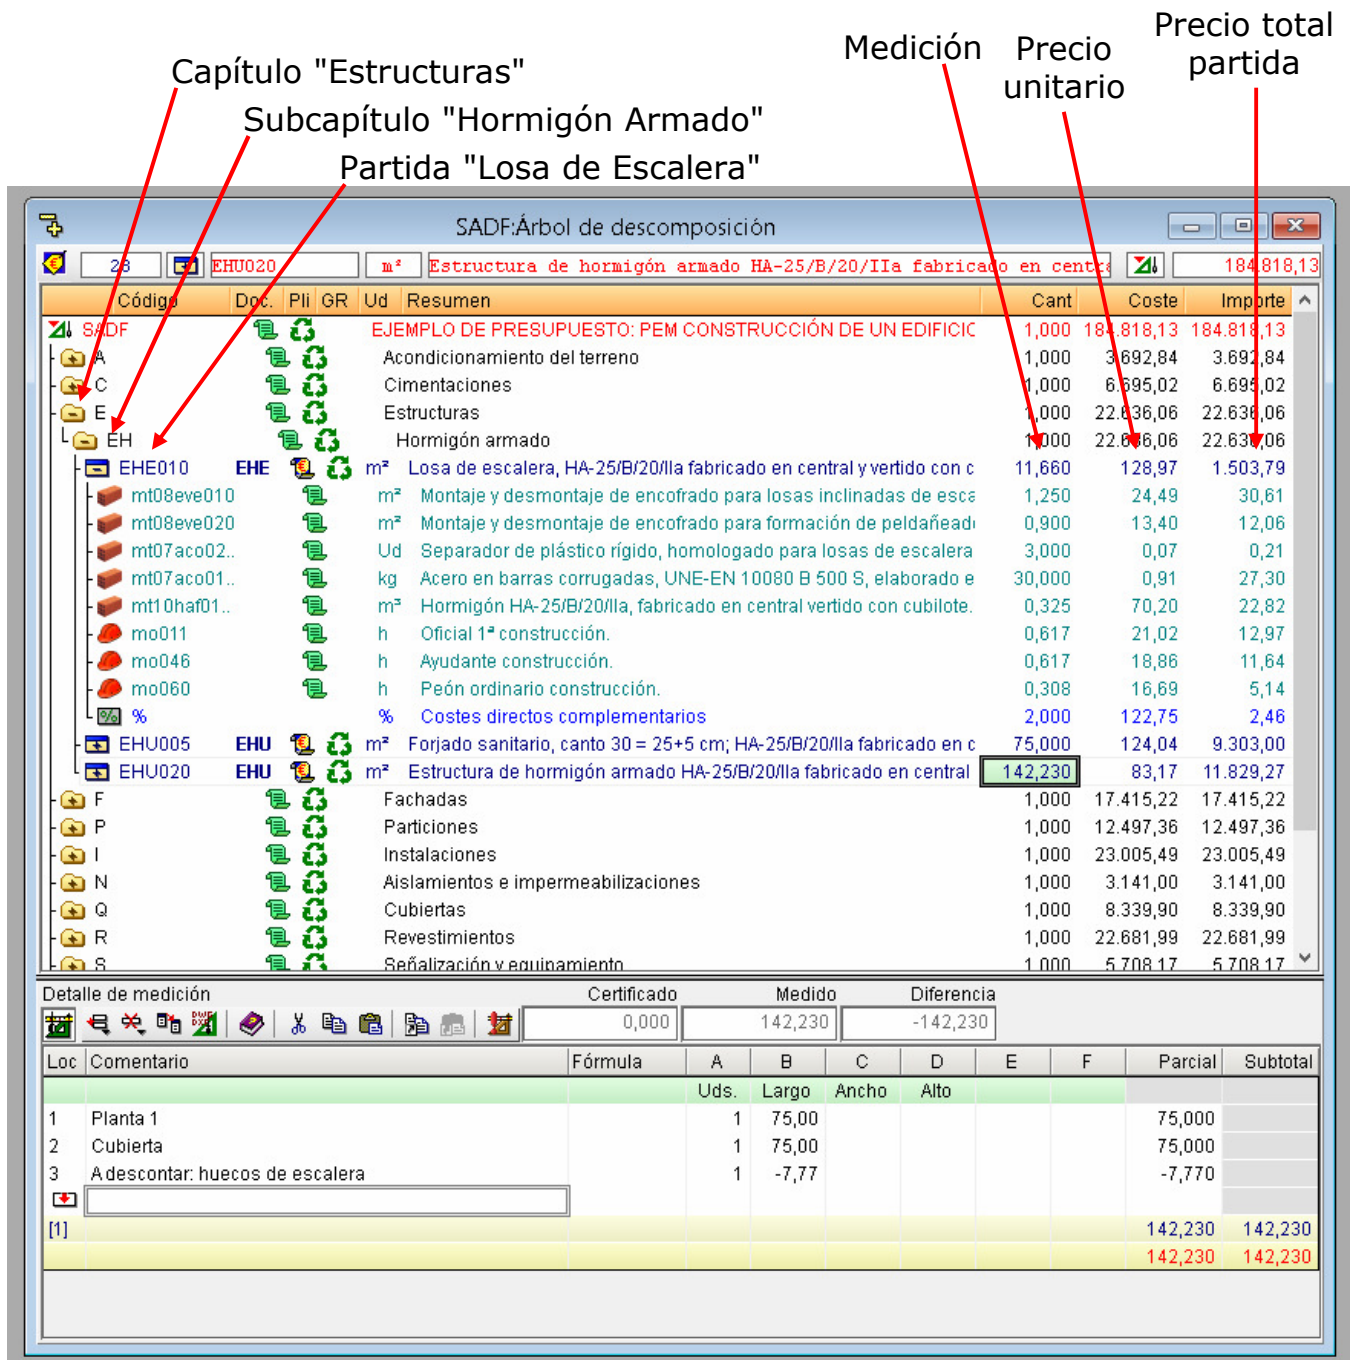 Precio total
partida
Medición
Precio
unitario
Capítulo "Estructuras"
Subcapítulo "Hormigón Armado"
Partida "Losa de Escalera"
SADF:Árbol de descomposición
28 EHU020 m² Estructura de hormigón armado HA-25/B/20/IIa fabricado en centra 184.818,13
Código Doc. Pli GR Ud Resumen Cant Coste Importe
SADF EJEMPLO DE PRESUPUESTO: PEM CONSTRUCCIÓN DE UN EDIFICIO 1,000 184.818,13 184.818,13
A Acondicionamiento del terreno 1,000 3.692,84 3.692,84
C Cimentaciones 1,000 6.695,02 6.695,02
E Estructuras 1,000 22.636,06 22.636,06
EH Hormigón armado 1,000 22.636,06 22.636,06
EHE010 EHE m² Losa de escalera, HA-25/B/20/IIa fabricado en central y vertido con c 11,660 128,97 1.503,79
mt08eve010 m² Montaje y desmontaje de encofrado para losas inclinadas de esca 1,250 24,49 30,61
mt08eve020 m² Montaje y desmontaje de encofrado para formación de peldañead 0,900 13,40 12,06
mt07aco02.. Ud Separador de plástico rígido, homologado para losas de escalera 3,000 0,07 0,21
mt07aco01.. kg Acero en barras corrugadas, UNE-EN 10080 B 500 S, elaborado e 30,000 0,91 27,30
mt10haf01.. m³ Hormigón HA-25/B/20/IIa, fabricado en central vertido con cubilote. 0,325 70,20 22,82
mo011 h Oficial 1ª construcción. 0,617 21,02 12,97
mo046 h Ayudante construcción. 0,617 18,86 11,64
mo060 h Peón ordinario construcción. 0,308 16,69 5,14
% % Costes directos complementarios 2,000 122,75 2,46
EHU005 EHU m² Forjado sanitario, canto 30 = 25+5 cm; HA-25/B/20/IIa fabricado en c 75,000 124,04 9.303,00
EHU020 EHU m² Estructura de hormigón armado HA-25/B/20/IIa fabricado en central 142,230 83,17 11.829,27
F Fachadas 1,000 17.415,22 17.415,22
P Particiones 1,000 12.497,36 12.497,36
I Instalaciones 1,000 23.005,49 23.005,49
N Aislamientos e impermeabilizaciones 1,000 3.141,00 3.141,00
Q Cubiertas 1,000 8.339,90 8.339,90
R Revestimientos 1,000 22.681,99 22.681,99
S Señalización y equipamiento 1,000 5.708,17 5.708,17
Detalle de medición Certificado Medido Diferencia
0,000 142,230 -142,230
Loc Comentario Fórmula A B C D E F Parcial Subtotal
Uds. Largo Ancho Alto
1 Planta 1 1 75,00 75,000
2 Cubierta 1 75,00 75,000
3 A descontar: huecos de escalera 1 -7,77 -7,770
[1] 142,230 142,230
142,230 142,230